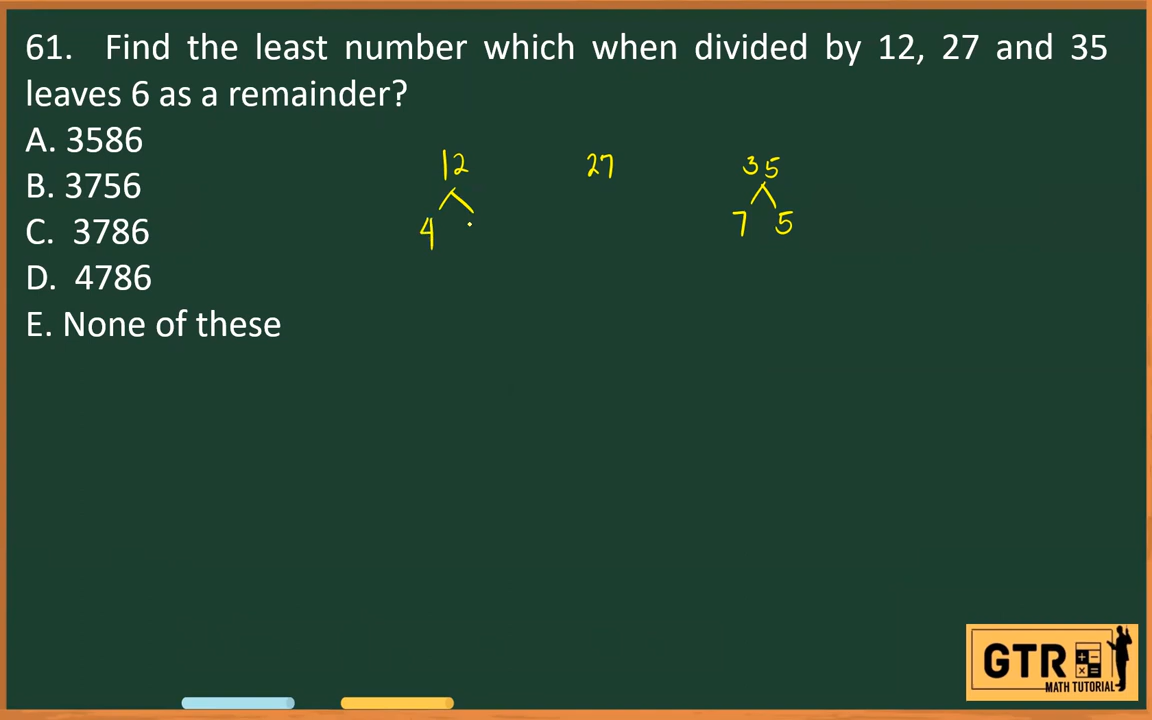 61. Find the least number which when divided by 12, 27 and 35
leaves 6 as a remainder?
A. 3586
B. 3756
C. 3786
D. 4786
E. None of these
12 27 35
4 7 5
GTR
MATH TUTORIAL